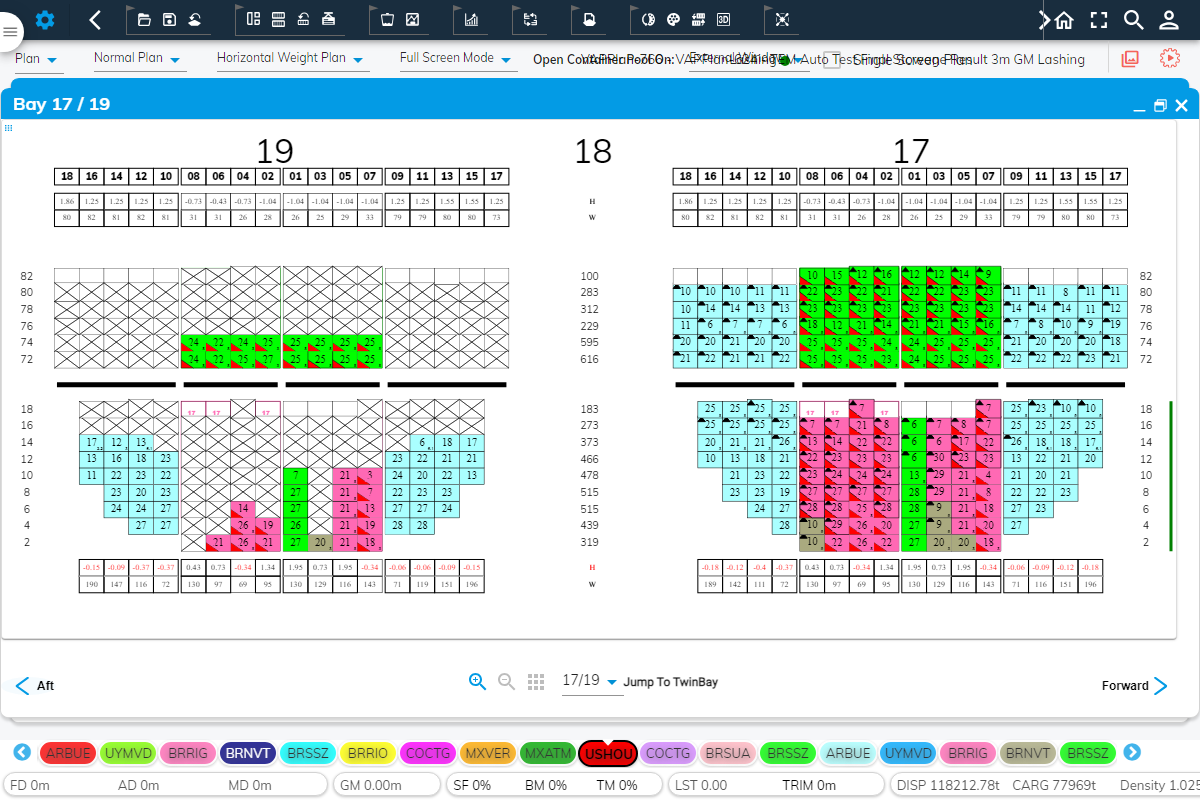 Plan
Normal Plan
Horizontal Weight Plan
Full Screen Mode
Bay 17 / 19
19 18 17
18 16 14 12 10 08 06 04 02 01 03 05 07 09 11 13 15 17
18 16 14 12 10 08 06 04 02 01 03 05 07 09 11 13 15 17
1.86 1.25 1.25 1.25 1.25 -0.73 -0.43 -0.73 -1.04 -1.04 -1.04 -1.04 -1.04 1.25 1.25 1.55 1.55 1.25 H 1.86 1.25 1.25 1.25 1.25 -0.73 -0.43 -0.73 -1.04 -1.04 -1.04 -1.04 -1.04 1.25 1.25 1.55 1.55 1.25
80 82 81 82 81 31 31 26 28 26 25 29 33 79 79 80 80 73 W 80 82 81 82 81 31 31 26 28 26 25 29 33 79 79 80 80 73
82 100 10 15 12 16 12 12 14 9 82
80 283 10 10 10 11 11 22 23 22 21 22 22 23 23 11 11 8 11 11 80
78 312 10 14 14 13 13 23 23 23 22 23 23 23 23 14 14 14 11 12 78
76 229 11 6 7 7 6 18 12 21 14 21 21 15 16 7 8 10 9 19 76
74 24 22 24 25 25 25 25 25 595 20 20 21 20 20 25 25 25 24 23 25 25 25 21 20 20 20 18 74
72 24 22 25 27 25 25 25 25 616 21 22 21 21 22 25 25 25 25 24 25 25 25 22 22 22 23 21 72
18 17 17 17 183 25 25 25 25 17 17 7 17 7 25 23 10 10 18
16 273 25 25 25 25 7 7 21 8 6 7 8 7 25 25 25 25 16
14 17 12 13 6 18 17 373 20 21 21 26 13 14 22 22 6 6 17 22 26 18 18 17 14
12 13 16 18 23 23 22 21 21 466 10 13 18 21 22 23 23 23 6 30 23 23 13 22 21 20 12
10 11 22 23 22 7 21 3 24 20 22 13 478 21 23 22 23 24 24 24 13 29 21 4 20 22 21 10
8 23 20 23 27 21 7 22 23 23 515 23 22 19 27 27 27 27 28 29 21 8 22 22 23 8
6 24 24 27 14 27 21 13 27 27 24 515 24 27 28 28 25 28 28 9 21 18 21 23 6
4 27 27 26 19 26 21 19 28 28 439 28 10 29 26 20 27 9 21 20 27 4
2 21 26 21 27 20 21 18 319 10 22 26 22 27 20 20 18 2
-0.15 -0.09 -0.37 -0.37 0.43 0.73 -0.34 1.34 1.95 0.73 1.95 -0.34 -0.06 -0.06 -0.09 -0.15 H -0.18 -0.12 -0.4 -0.37 0.43 0.73 -0.34 1.34 1.95 0.73 1.95 -0.34 -0.06 -0.09 -0.12 -0.18
190 147 116 72 130 97 69 95 130 129 116 143 71 119 151 196 W 189 142 111 72 130 97 69 95 130 129 116 143 71 116 151 196
Aft
17/19
Jump To TwinBay
Forward
ARBUE UYMVD BRRIG BRNVT BRSSZ BRRIO COCTG MXVER MXATM USHOU COCTG BRSUA BRSSZ ARBUE UYMVD BRRIG BRNVT BRSSZ
FD 0m AD 0m MD 0m GM 0.00m SF 0% BM 0% TM 0% LST 0.00 TRIM 0m DISP 118212.78t CARG 77969t Density 1.025